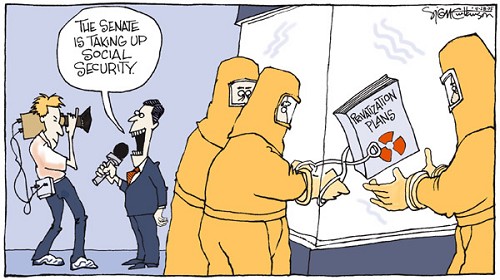 THE SENATE
IS TAKING UP
SOCIAL
SECURITY.
PRIVATIZATION
PLANS